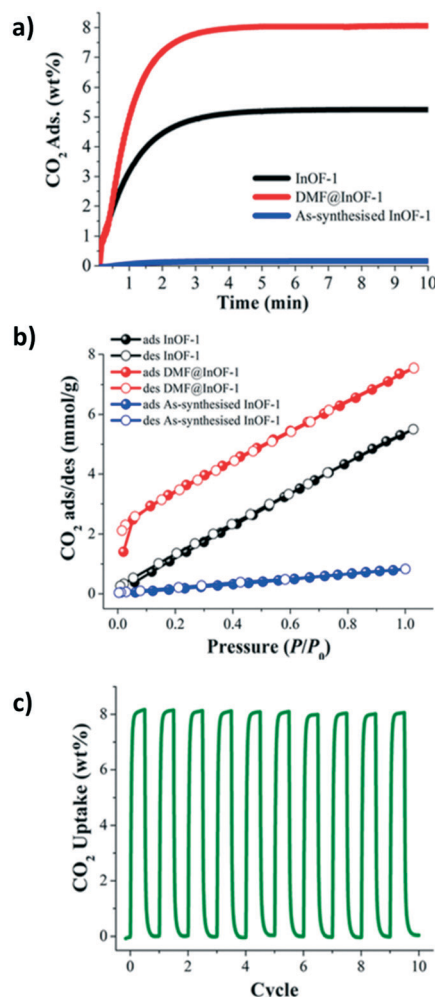 a)
CO2 Ads. (wt%)
8
7
6
5
4
3
2
1
0
InOF-1
DMF@InOF-1
As-synthesised InOF-1
1 2 3 4 5 6 7 8 9 10
Time (min)
b)
CO2 ads/des (mmol/g)
8
6
4
2
0
ads InOF-1
des InOF-1
ads DMF@InOF-1
des DMF@InOF-1
ads As-synthesised InOF-1
des As-synthesised InOF-1
0.0 0.2 0.4 0.6 0.8 1.0
Pressure (P/P0)
c)
CO2 Uptake (wt%)
8
6
4
2
0
0 2 4 6 8 10
Cycle